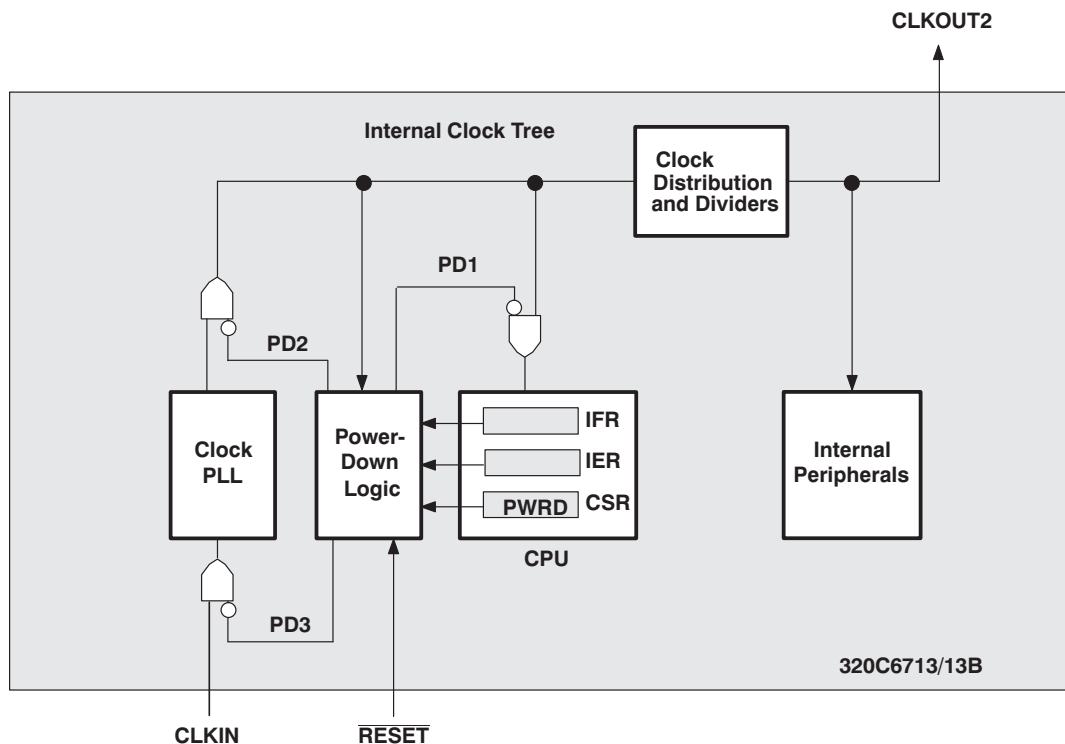 CLKOUT2
Internal Clock Tree
Clock
Distribution
and Dividers
PD1
PD2
Clock
PLL
Power-
Down
Logic
IFR
IER
PWRD
CSR
CPU
Internal
Peripherals
PD3
320C6713/13B
CLKIN
RESET